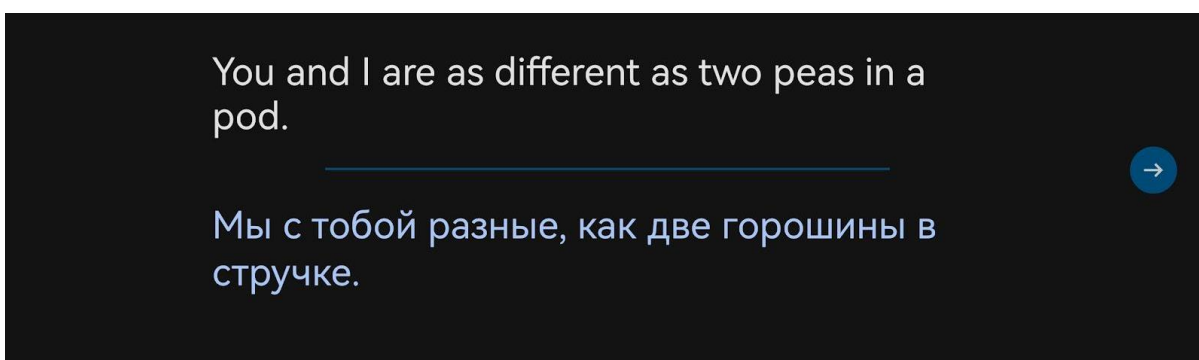 You and I are as different as two peas in a
pod.
Мы с тобой разные, как две горошины в
стручке.